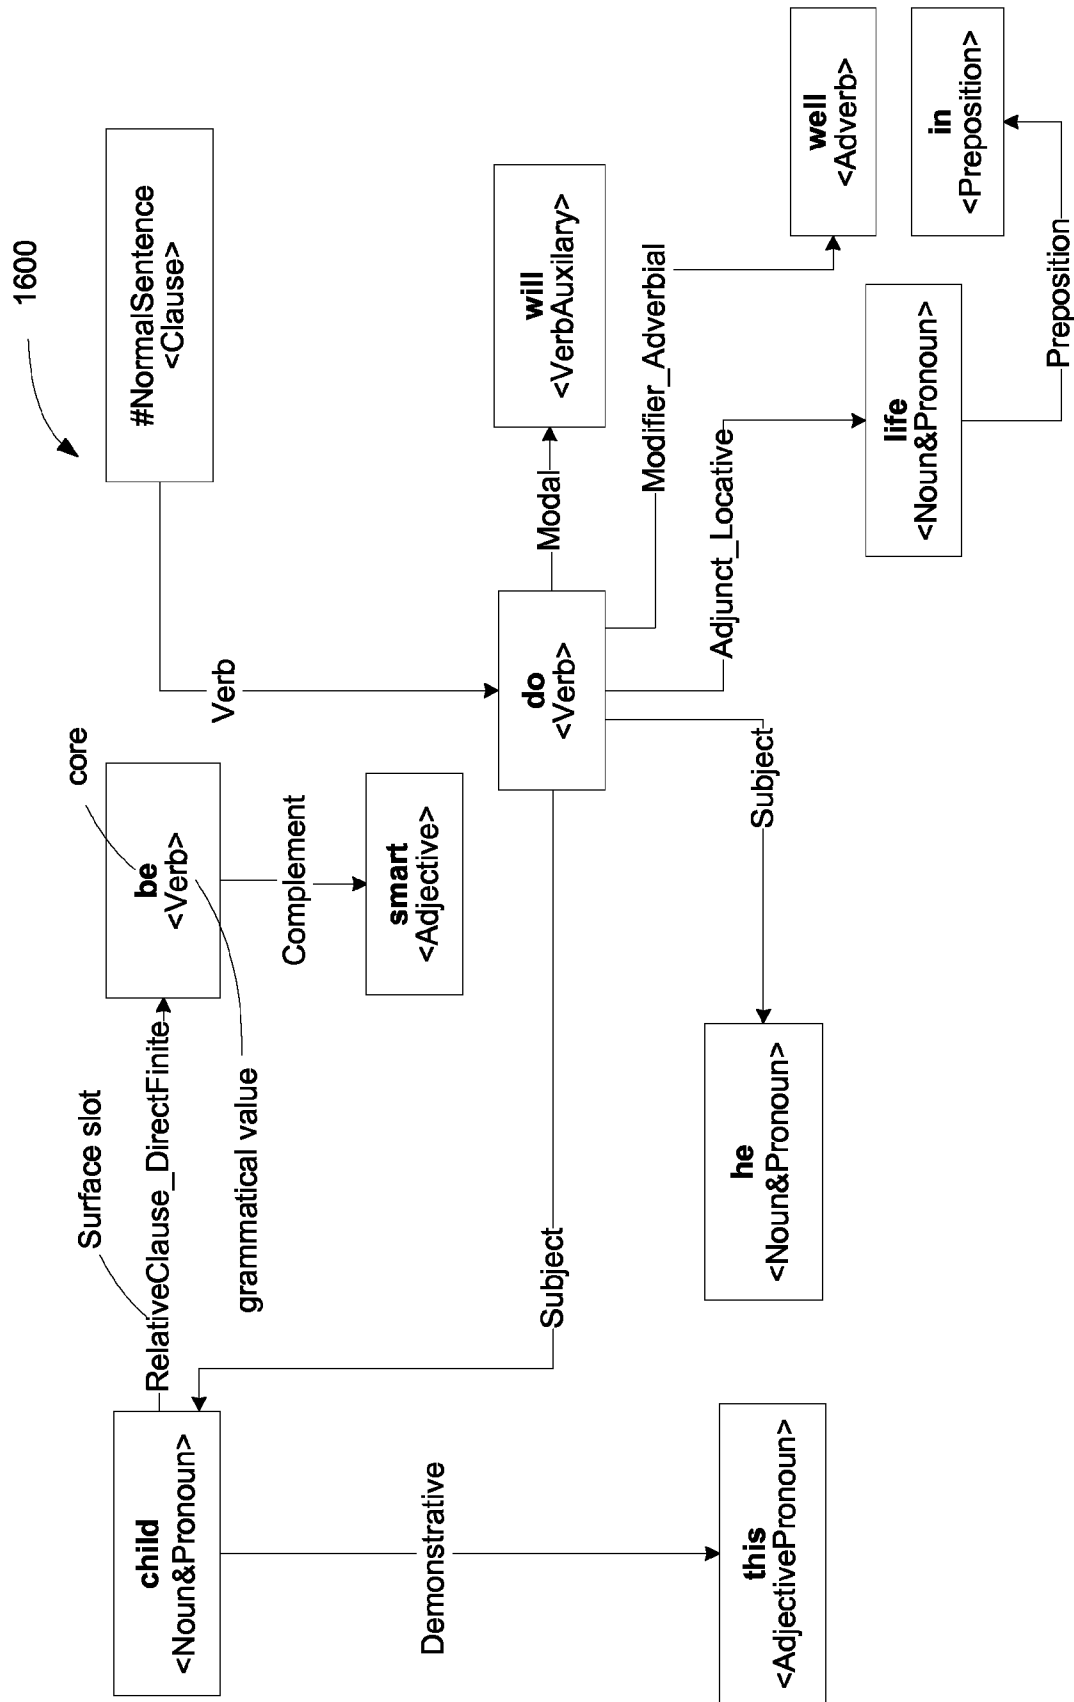 1600
#NormalSentence
<Clause>
Verb
core
be
<Verb>
Surface slot
RelativeClause_DirectFinite
grammatical value
child
<Noun&Pronoun>
Complement
smart
<Adjective>
do
<Verb>
Modal
will
<VerbAuxilary>
Modifier_Adverbial
well
<Adverb>
Adjunct_Locative
life
<Noun&Pronoun>
Preposition
in
<Preposition>
Subject
he
<Noun&Pronoun>
Subject
Demonstrative
this
<AdjectivePronoun>